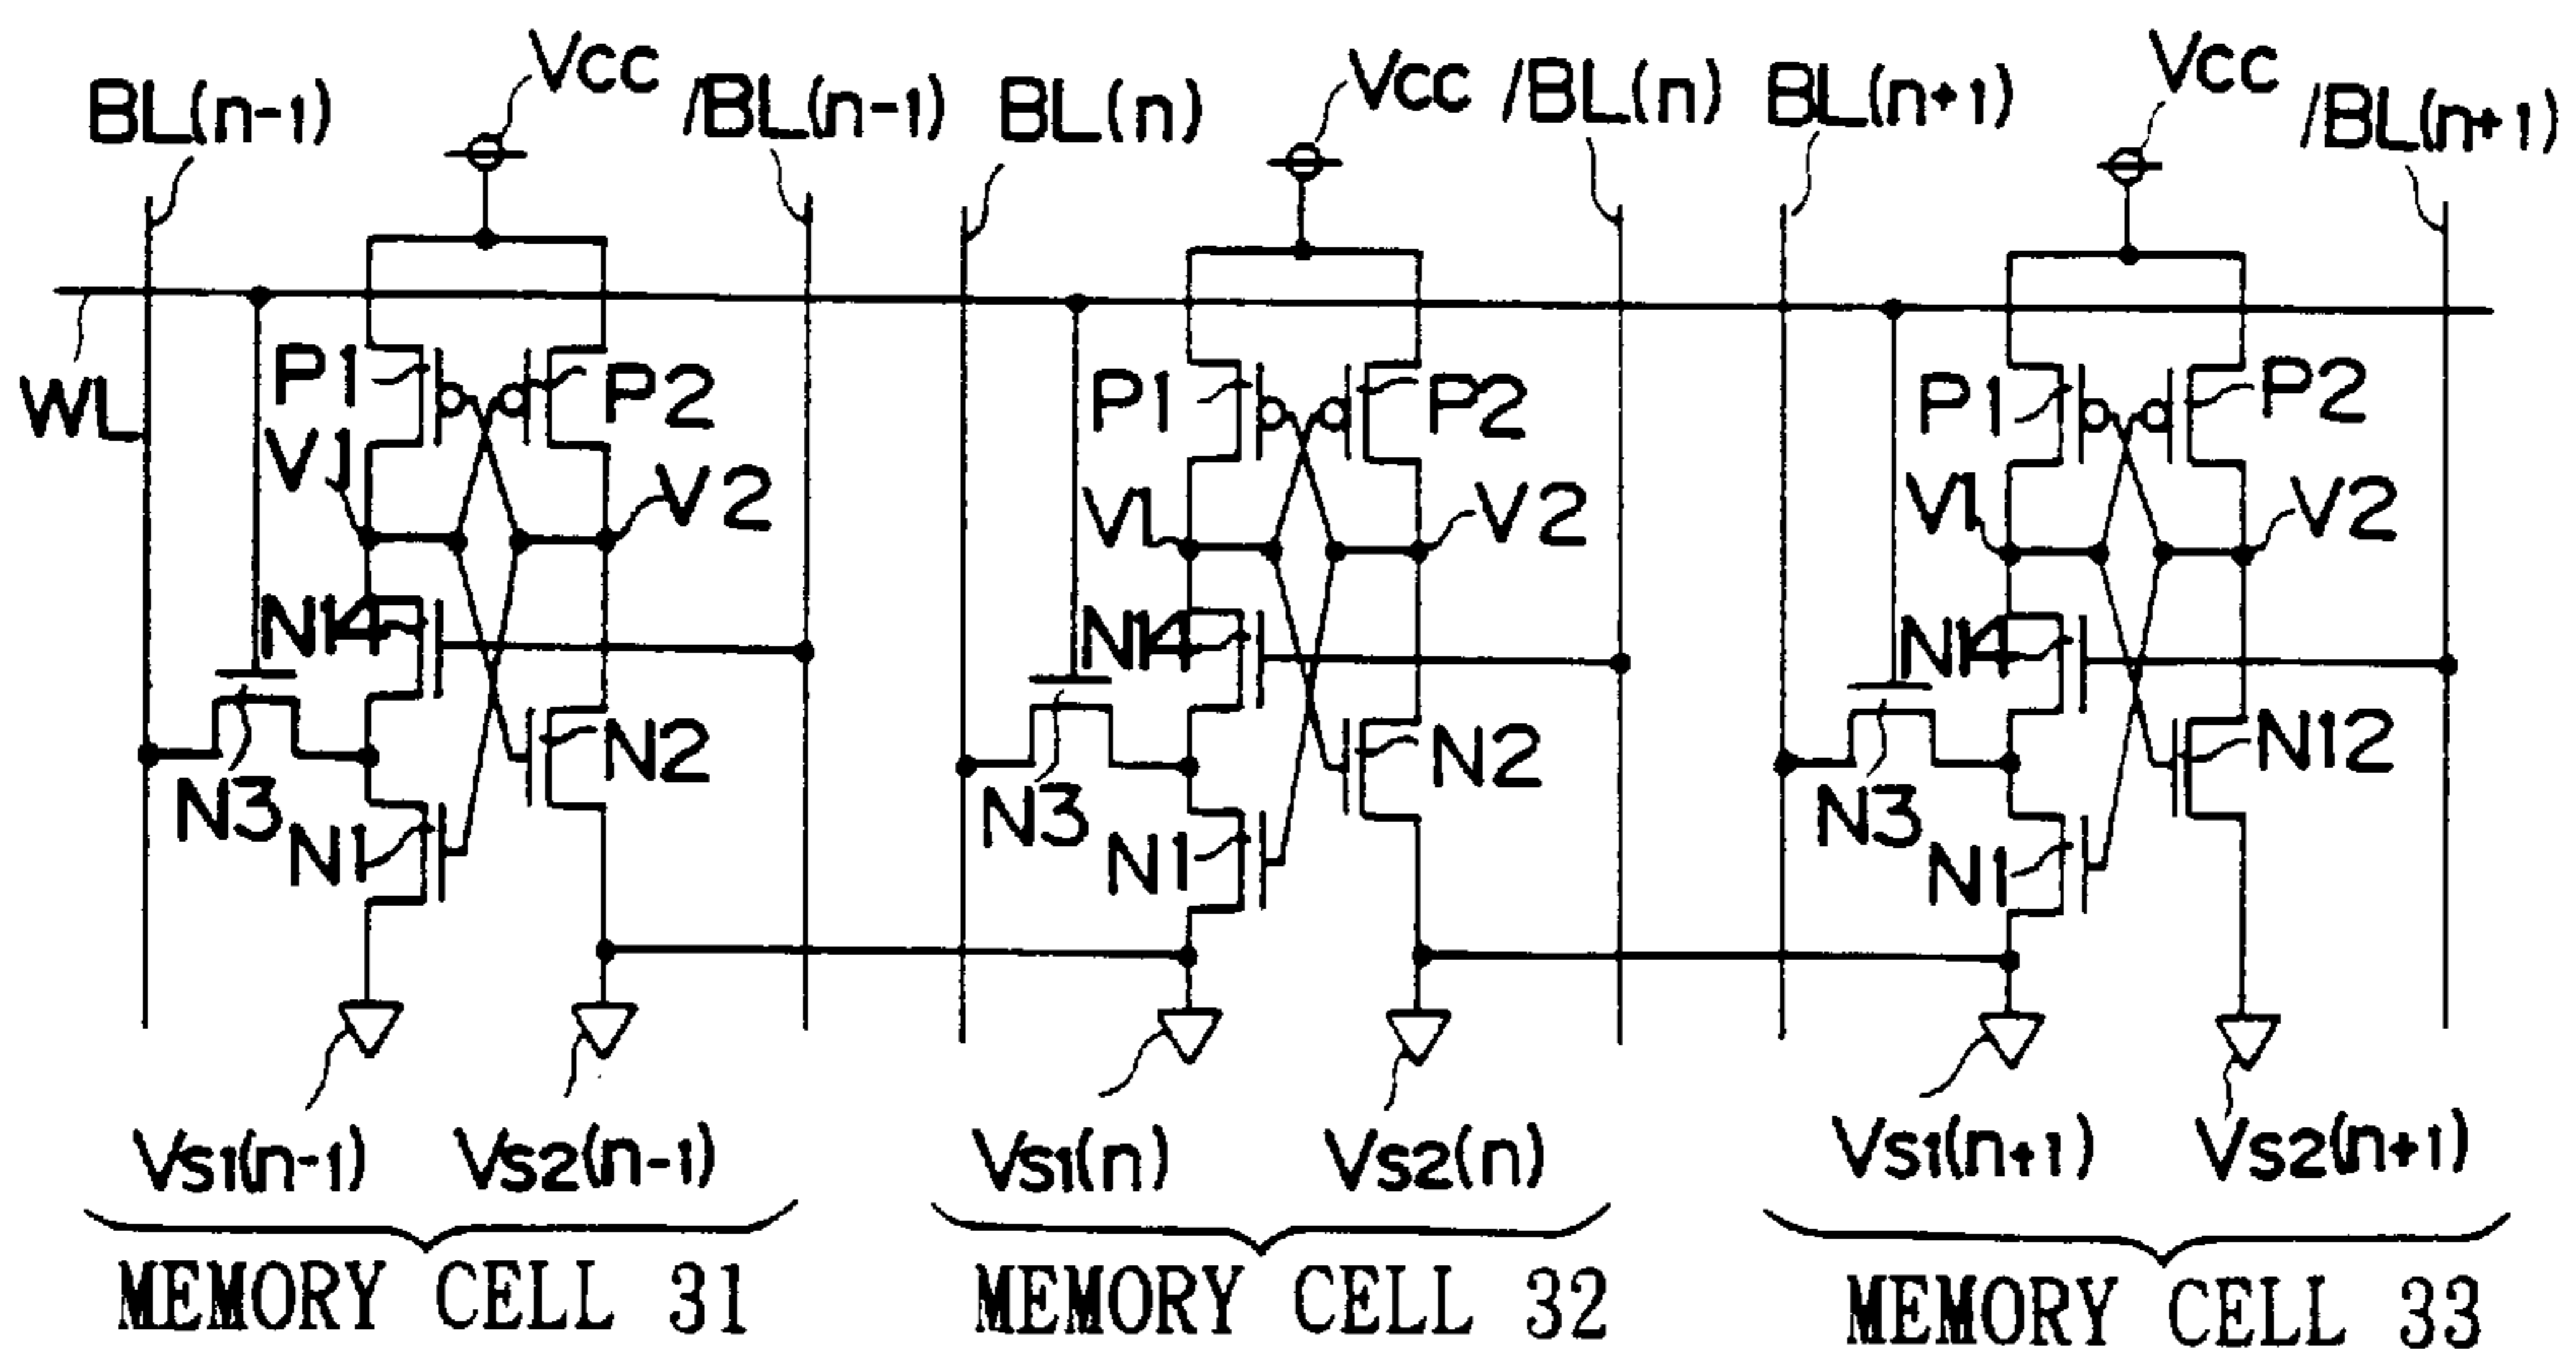 BL(n-1)
Vcc
/BL(n-1)
BL(n)
Vcc
/BL(n)
BL(n+1)
Vcc
/BL(n+1)
WL
P1
P2
V1
V2
N14
N3
N1
N2
P1
P2
V1
V2
N14
N3
N1
N2
P1
P2
V1
V2
N14
N3
N1
N12
Vs1(n-1)
Vs2(n-1)
Vs1(n)
Vs2(n)
Vs1(n+1)
Vs2(n+1)
MEMORY CELL 31
MEMORY CELL 32
MEMORY CELL 33